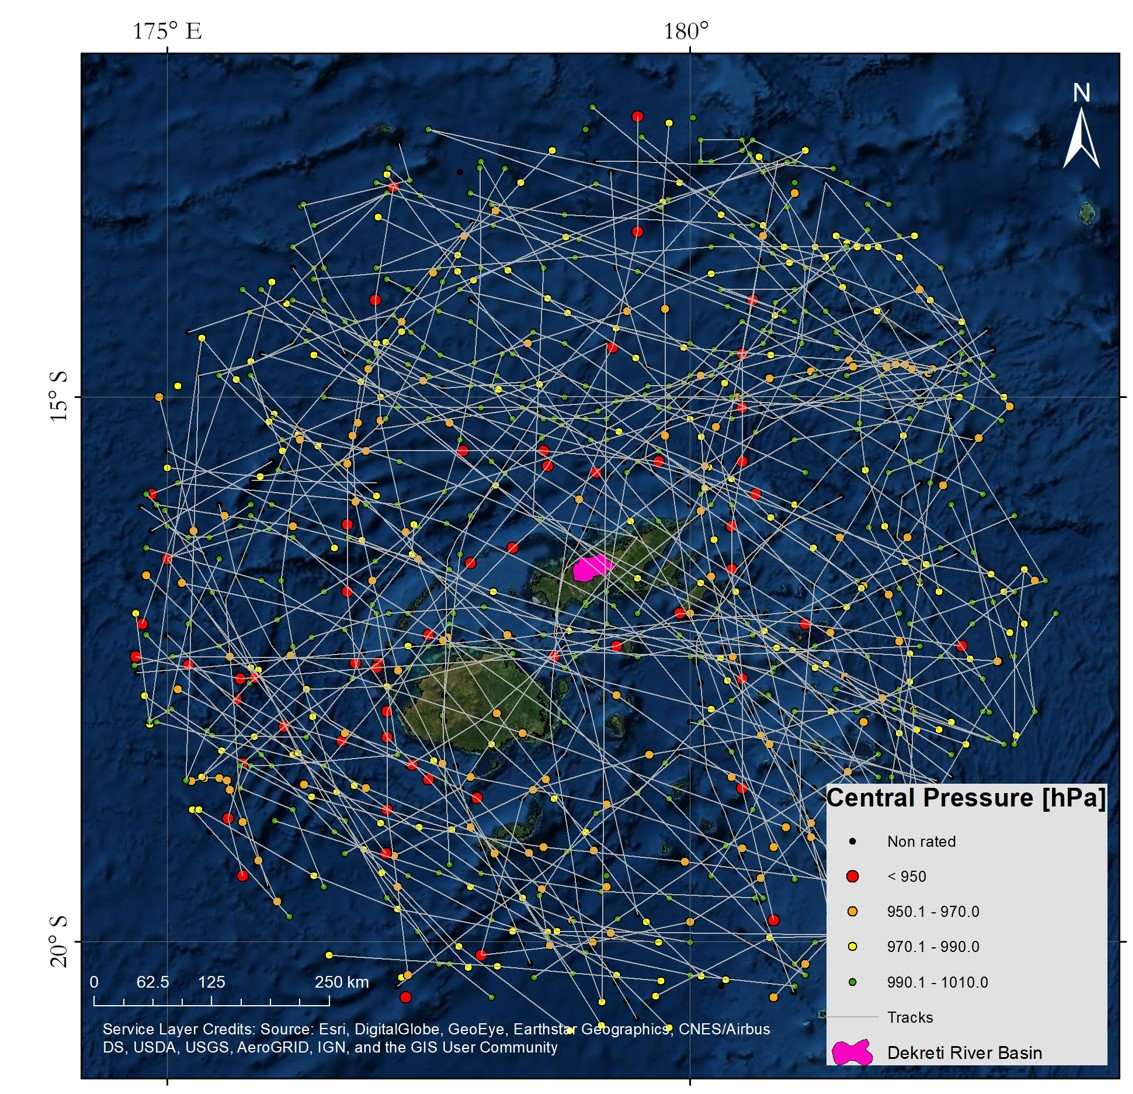 175° E
180°
N
15° S
20° S
Central Pressure [hPa]
Non rated
< 950
950.1 - 970.0
970.1 - 990.0
990.1 - 1010.0
Tracks
Dekreti River Basin
0 62.5 125 250 km
Service Layer Credits: Source: Esri, DigitalGlobe, GeoEye, Earthstar Geographics, CNES/Airbus
DS, USDA, USGS, AeroGRID, IGN, and the GIS User Community